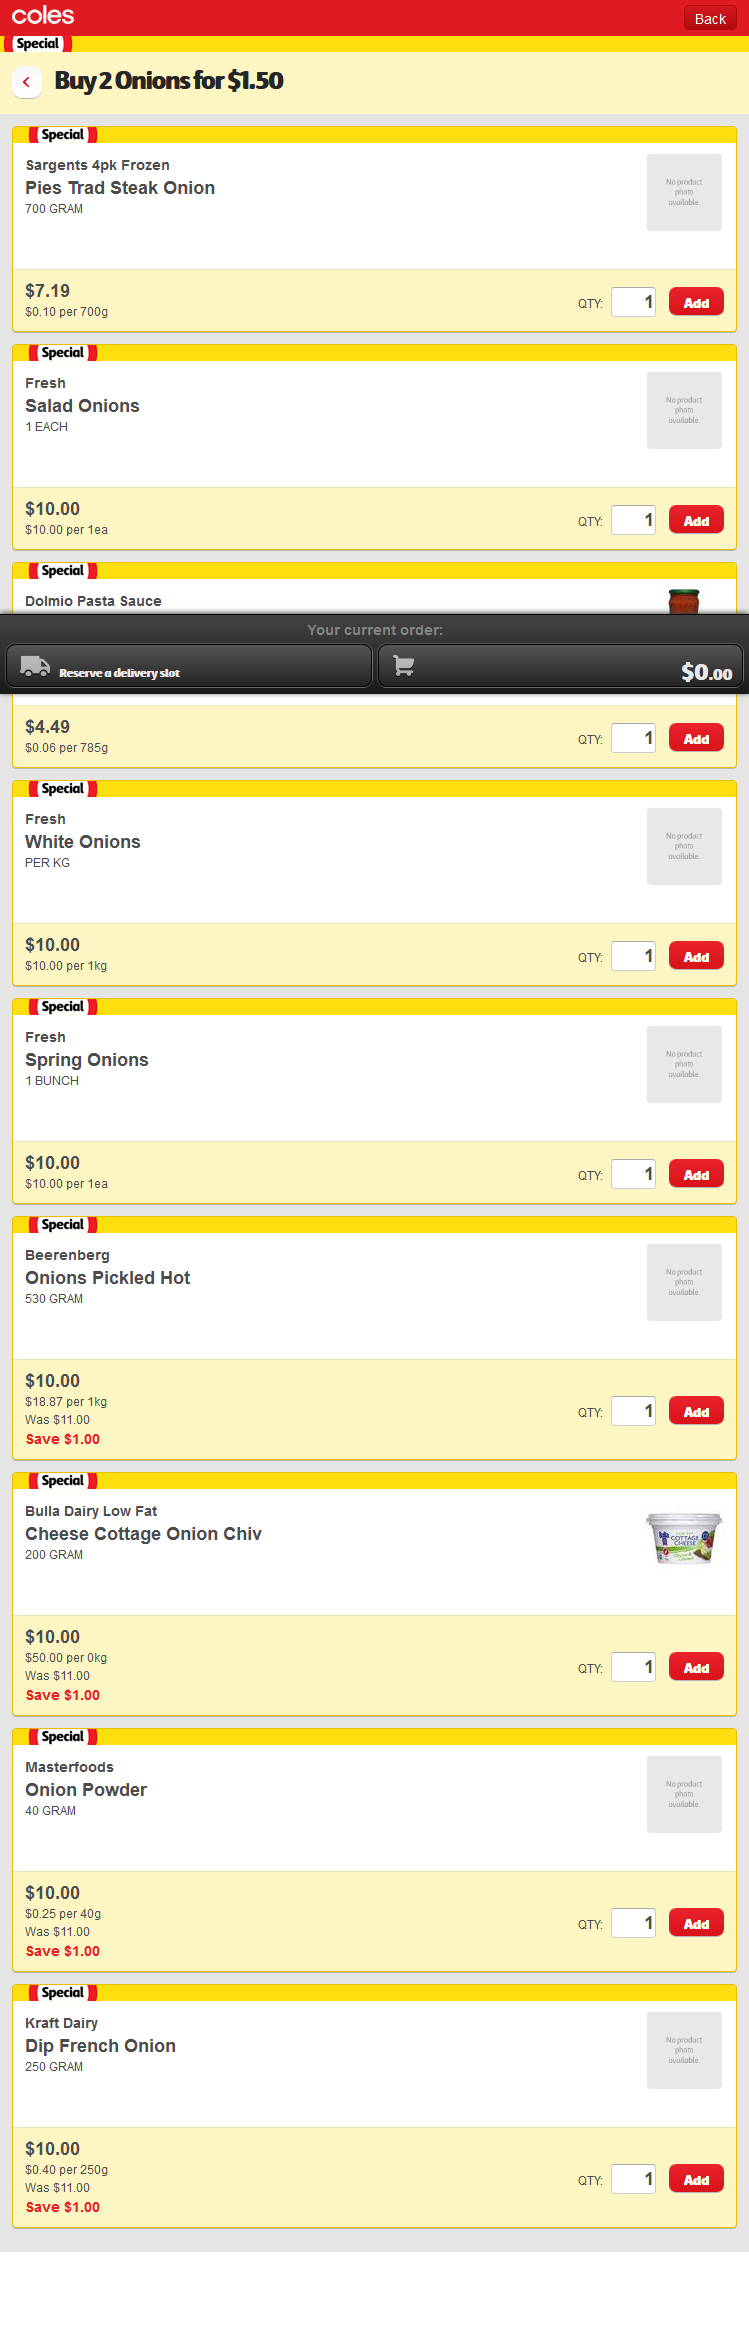 coles
Back
Special
Buy 2 Onions for $1.50
Special
Sargents 4pk Frozen
Pies Trad Steak Onion
700 GRAM
No product
photo
available.
$7.19
$0.10 per 700g
QTY: 1 Add
Special
Fresh
Salad Onions
1 EACH
No product
photo
available.
$10.00
$10.00 per 1ea
QTY: 1 Add
Special
Dolmio Pasta Sauce
Your current order:
Reserve a delivery slot
$0.00
$4.49
$0.06 per 785g
QTY: 1 Add
Special
Fresh
White Onions
PER KG
No product
photo
available.
$10.00
$10.00 per 1kg
QTY: 1 Add
Special
Fresh
Spring Onions
1 BUNCH
No product
photo
available.
$10.00
$10.00 per 1ea
QTY: 1 Add
Special
Beerenberg
Onions Pickled Hot
530 GRAM
No product
photo
available.
$10.00
$18.87 per 1kg
Was $11.00
Save $1.00
QTY: 1 Add
Special
Bulla Dairy Low Fat
Cheese Cottage Onion Chiv
200 GRAM
COTTAGE
CHEESE
$10.00
$50.00 per 0kg
Was $11.00
Save $1.00
QTY: 1 Add
Special
Masterfoods
Onion Powder
40 GRAM
No product
photo
available.
$10.00
$0.25 per 40g
Was $11.00
Save $1.00
QTY: 1 Add
Special
Kraft Dairy
Dip French Onion
250 GRAM
No product
photo
available.
$10.00
$0.40 per 250g
Was $11.00
Save $1.00
QTY: 1 Add